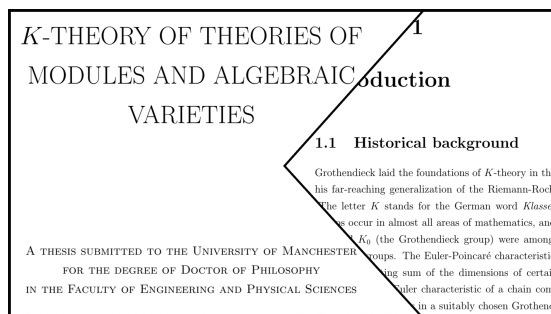 K-THEORY OF THEORIES OF
MODULES AND ALGEBRAIC
VARIETIES
A THESIS SUBMITTED TO THE UNIVERSITY OF MANCHESTER
FOR THE DEGREE OF DOCTOR OF PHILOSOPHY
IN THE FACULTY OF ENGINEERING AND PHYSICAL SCIENCES
1
oduction
1.1 Historical background
Grothendieck laid the foundations of K-theory in th
his far-reaching generalization of the Riemann-Roch
The letter K stands for the German word Klasse
occur in almost all areas of mathematics, and
K₀ (the Grothendieck group) were among
roups. The Euler-Poincaré characteristic
ing sum of the dimensions of certai
Euler characteristic of a chain com
in a suitably chosen Grothend